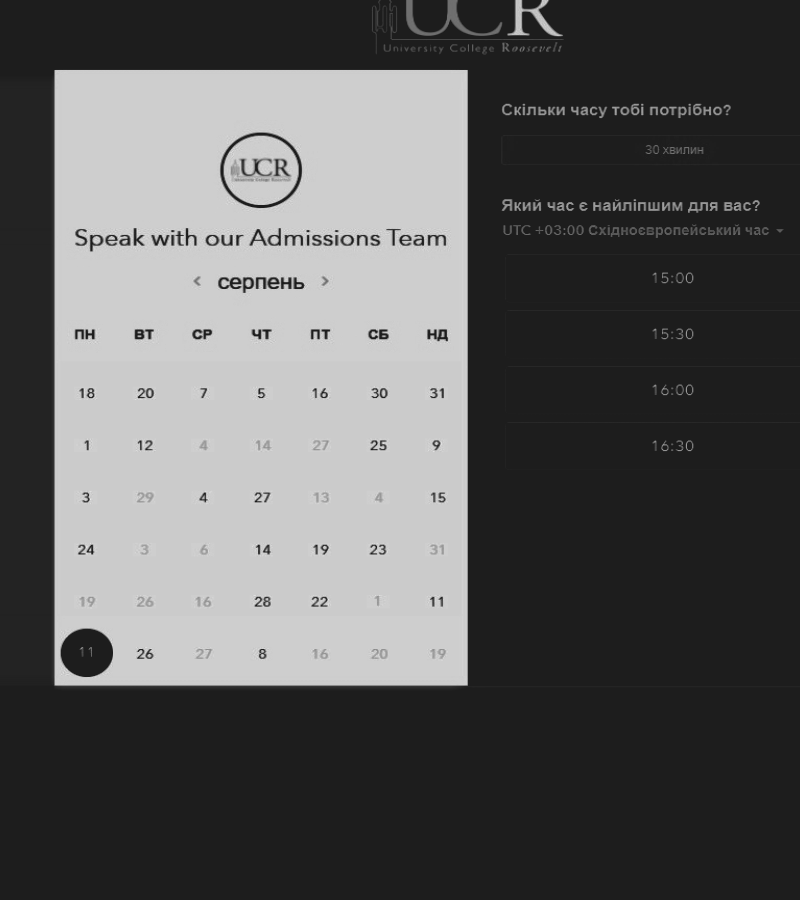 UCR
University College Roosevelt
UCR
Speak with our Admissions Team
< серпень >
ПН ВТ СР ЧТ ПТ СБ НД
18 20 7 5 16 30 31
1 12 4 14 27 25 9
3 29 4 27 13 4 15
24 3 6 14 19 23 31
19 26 16 28 22 1 11
11 26 27 8 16 20 19
Скільки часу тобі потрібно?
30 хвилин
Який час є найліпшим для вас?
UTC +03:00 Східноєвропейський час
15:00
15:30
16:00
16:30